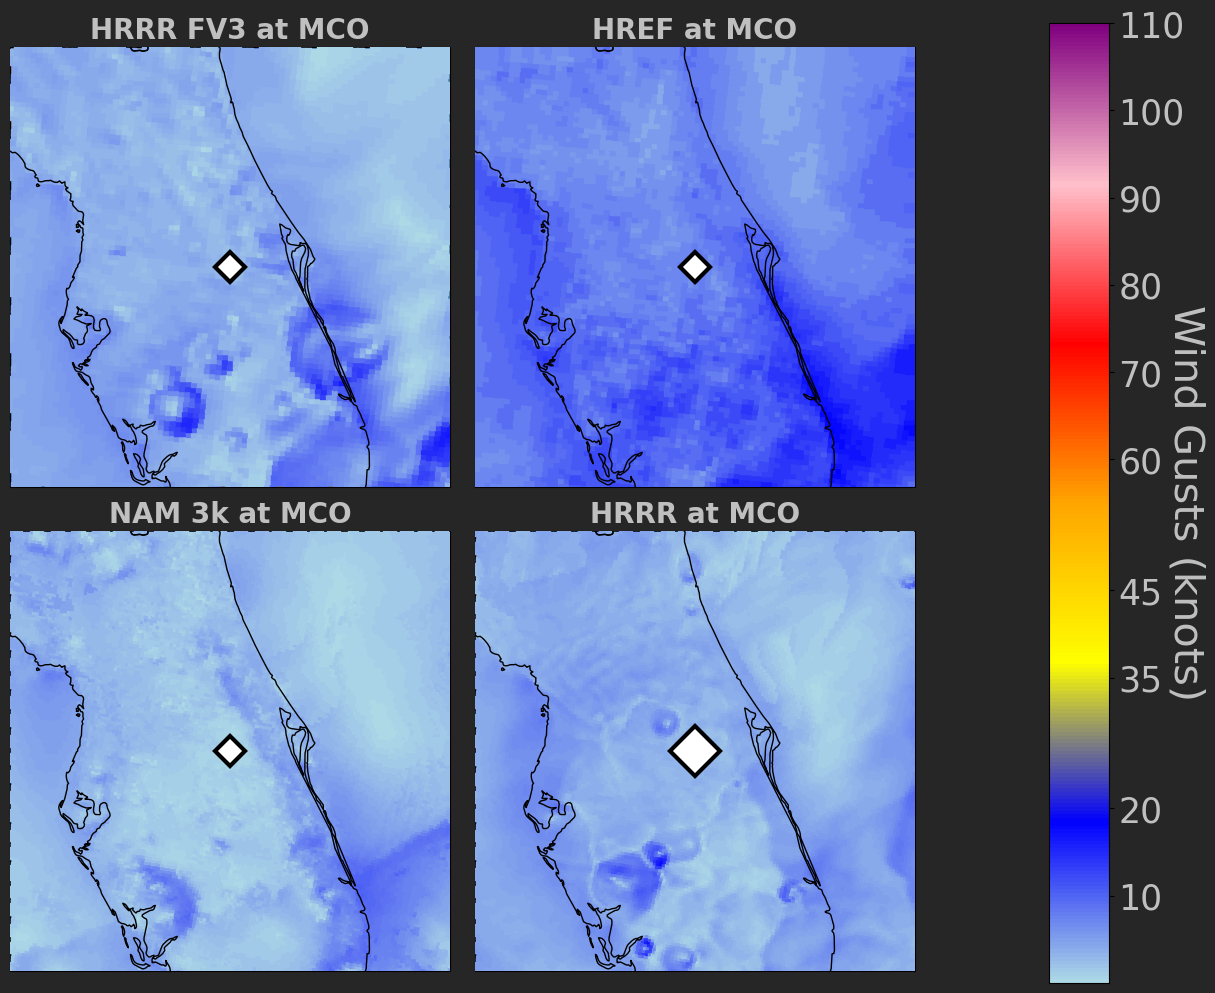 HRRR FV3 at MCO
HREF at MCO
NAM 3k at MCO
HRRR at MCO
110
100
90
80
70
60
45
35
20
10
Wind Gusts (knots)